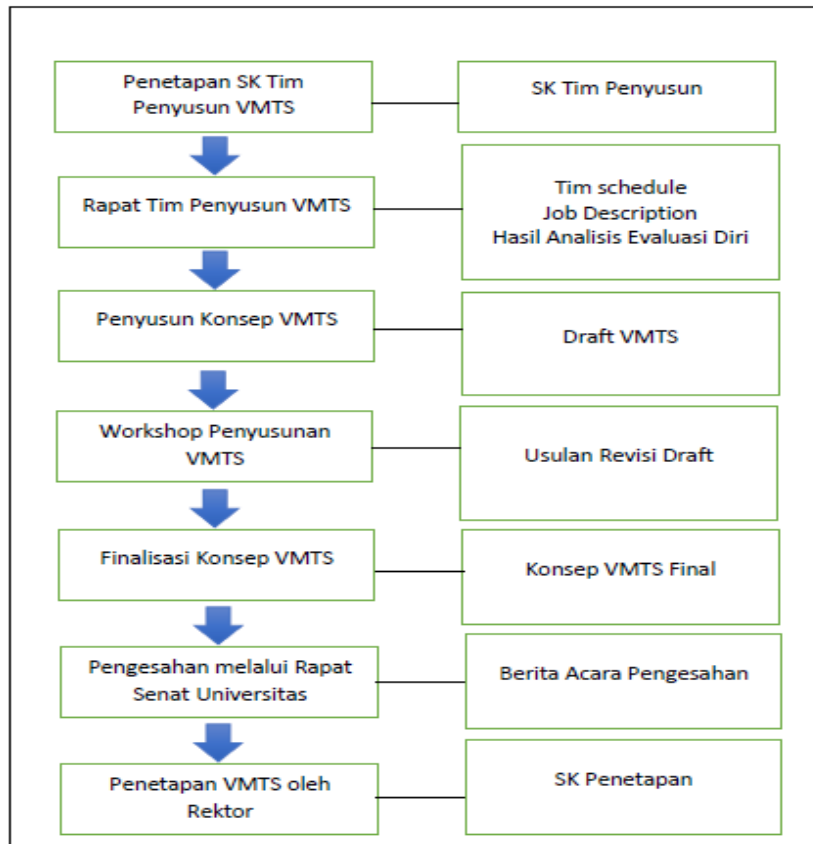 Penetapan SK Tim
Penyusun VMTS
SK Tim Penyusun
Rapat Tim Penyusun VMTS
Tim schedule
Job Description
Hasil Analisis Evaluasi Diri
Penyusun Konsep VMTS
Draft VMTS
Workshop Penyusunan
VMTS
Usulan Revisi Draft
Finalisasi Konsep VMTS
Konsep VMTS Final
Pengesahan melalui Rapat
Senat Universitas
Berita Acara Pengesahan
Penetapan VMTS oleh
Rektor
SK Penetapan